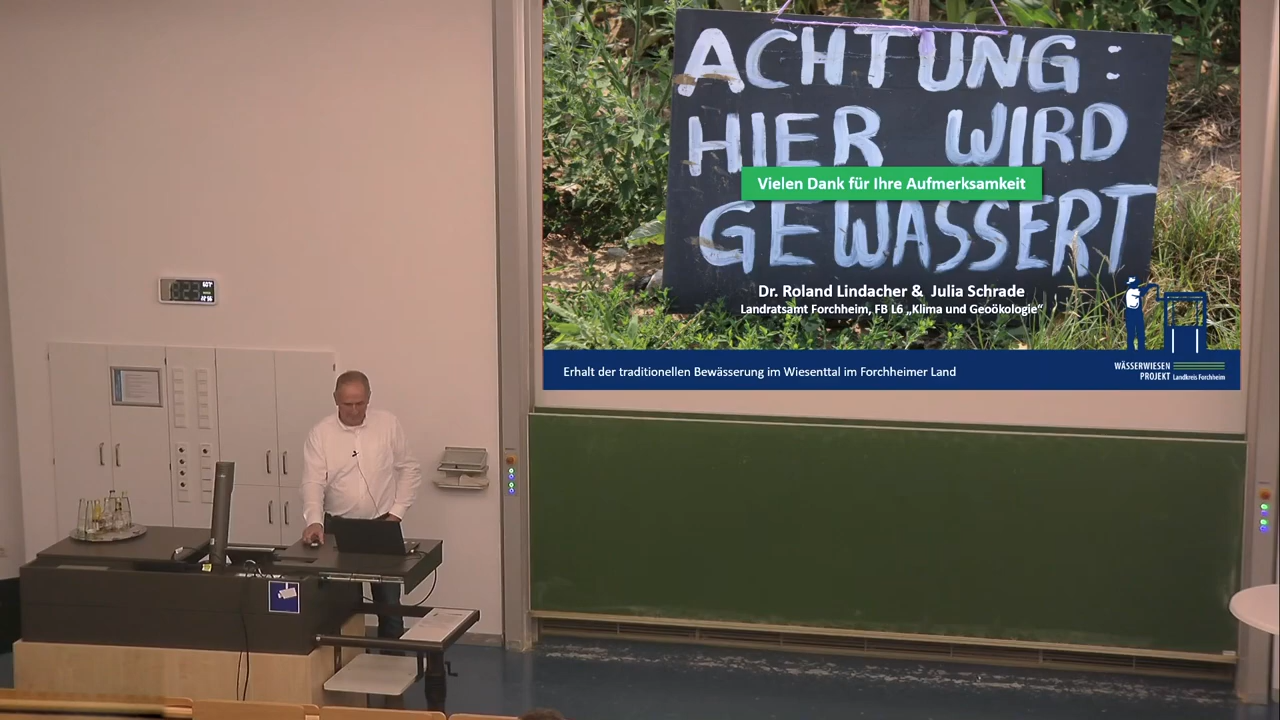 ACHTUNG:
HIER WIRD
Vielen Dank für Ihre Aufmerksamkeit
GEWASSERT
Dr. Roland Lindacher & Julia Schrade
Landratsamt Forchheim, FB L6 „Klima und Geoökologie“
Erhalt der traditionellen Bewässerung im Wiesenttal im Forchheimer Land
WÄSSERWIESEN
PROJEKT Landkreis Forchheim